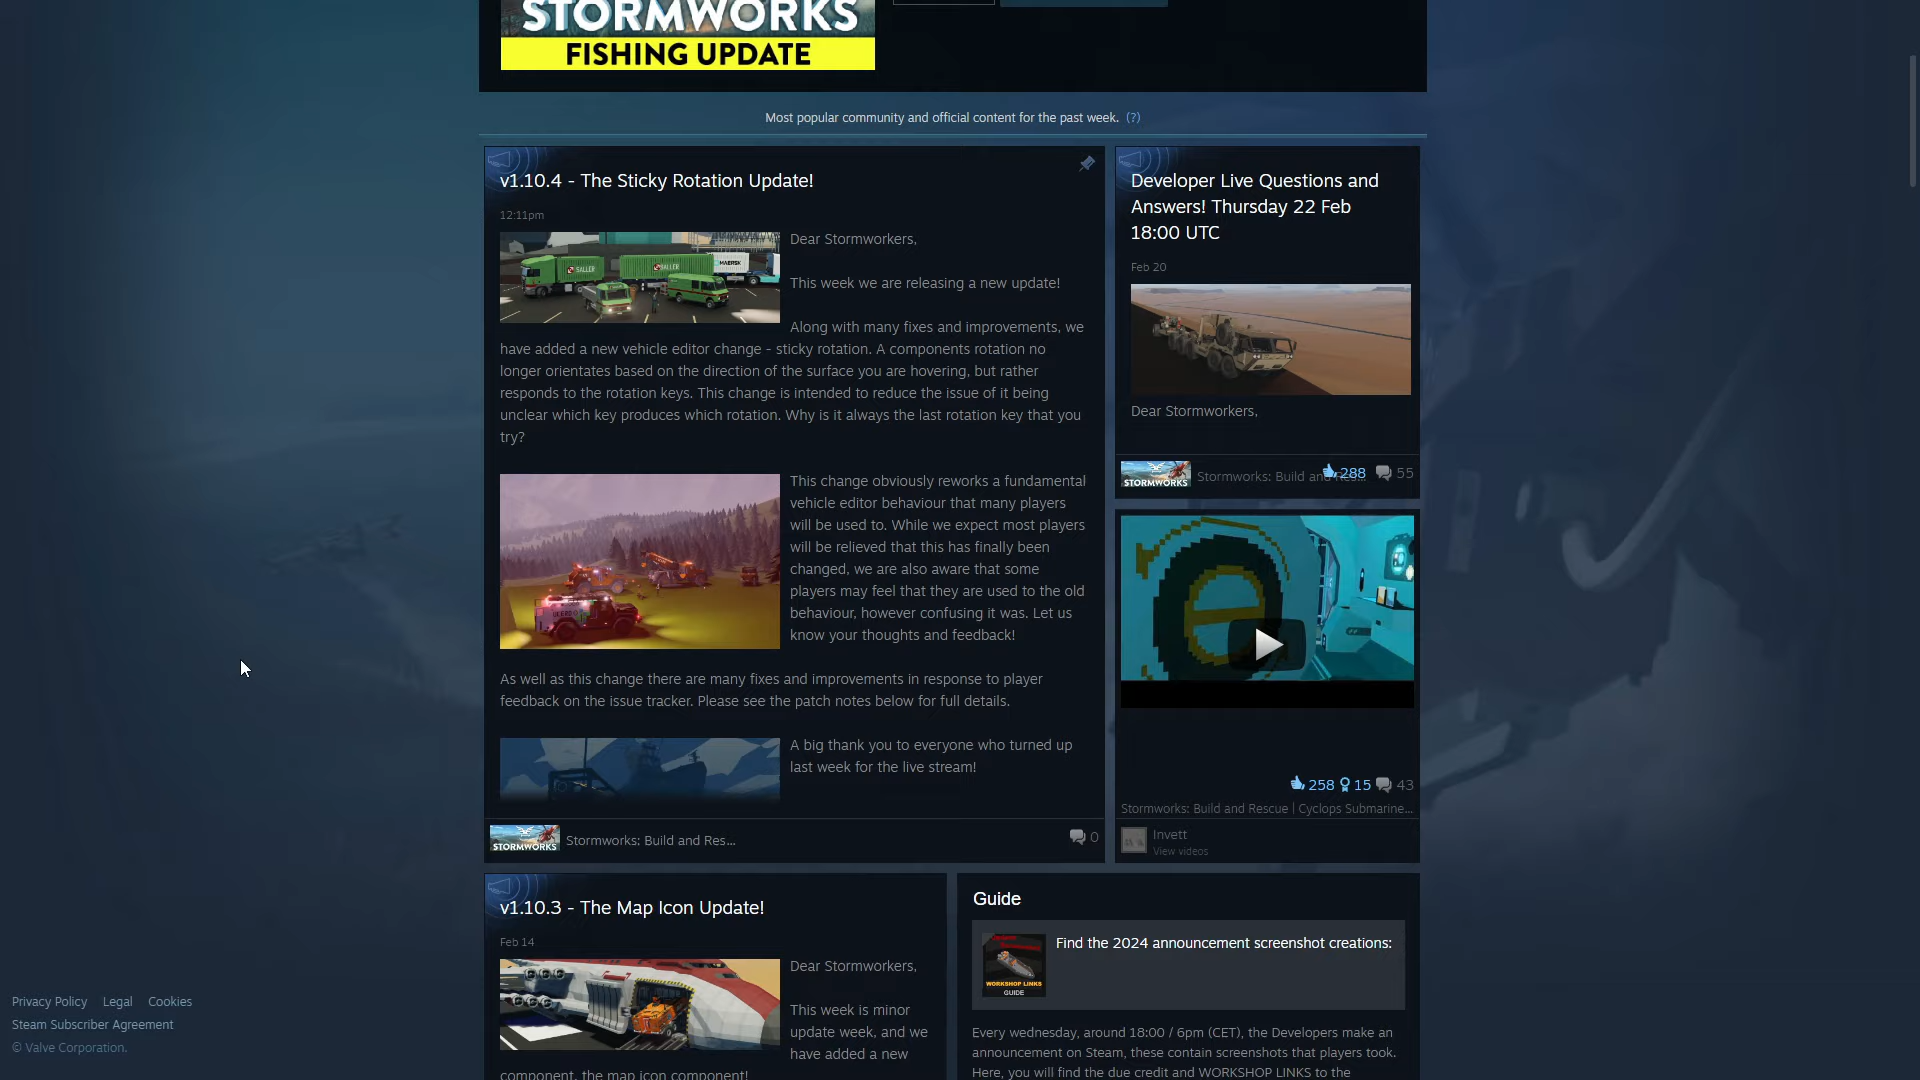 STORMWORKS
FISHING UPDATE
Most popular community and official content for the past week. (?)
v1.10.4 - The Sticky Rotation Update!
12:11pm
Dear Stormworkers,
This week we are releasing a new update!
Along with many fixes and improvements, we
have added a new vehicle editor change - sticky rotation. A components rotation no
longer orientates based on the direction of the surface you are hovering, but rather
responds to the rotation keys. This change is intended to reduce the issue of it being
unclear which key produces which rotation. Why is it always the last rotation key that you
try?
This change obviously reworks a fundamental
vehicle editor behaviour that many players
will be used to. While we expect most players
will be relieved that this has finally been
changed, we are also aware that some
players may feel that they are used to the old
behaviour, however confusing it was. Let us
know your thoughts and feedback!
As well as this change there are many fixes and improvements in response to player
feedback on the issue tracker. Please see the patch notes below for full details.
A big thank you to everyone who turned up
last week for the live stream!
STORMWORKS
Stormworks: Build and Res...
0
Developer Live Questions and
Answers! Thursday 22 Feb
18:00 UTC
Feb 20
Dear Stormworkers,
STORMWORKS
Stormworks: Build and Res...
288
55
258
15
43
Stormworks: Build and Rescue | Cyclops Submarine...
Invett
View videos
v1.10.3 - The Map Icon Update!
Feb 14
Dear Stormworkers,
This week is minor
update week, and we
have added a new
component, the map icon component!
Guide
WORKSHOP LINKS
GUIDE
Find the 2024 announcement screenshot creations:
Every wednesday, around 18:00 / 6pm (CET), the Developers make an
announcement on Steam, these contain screenshots that players took.
Here, you will find the due credit and WORKSHOP LINKS to the
Privacy Policy
Legal
Cookies
Steam Subscriber Agreement
© Valve Corporation.